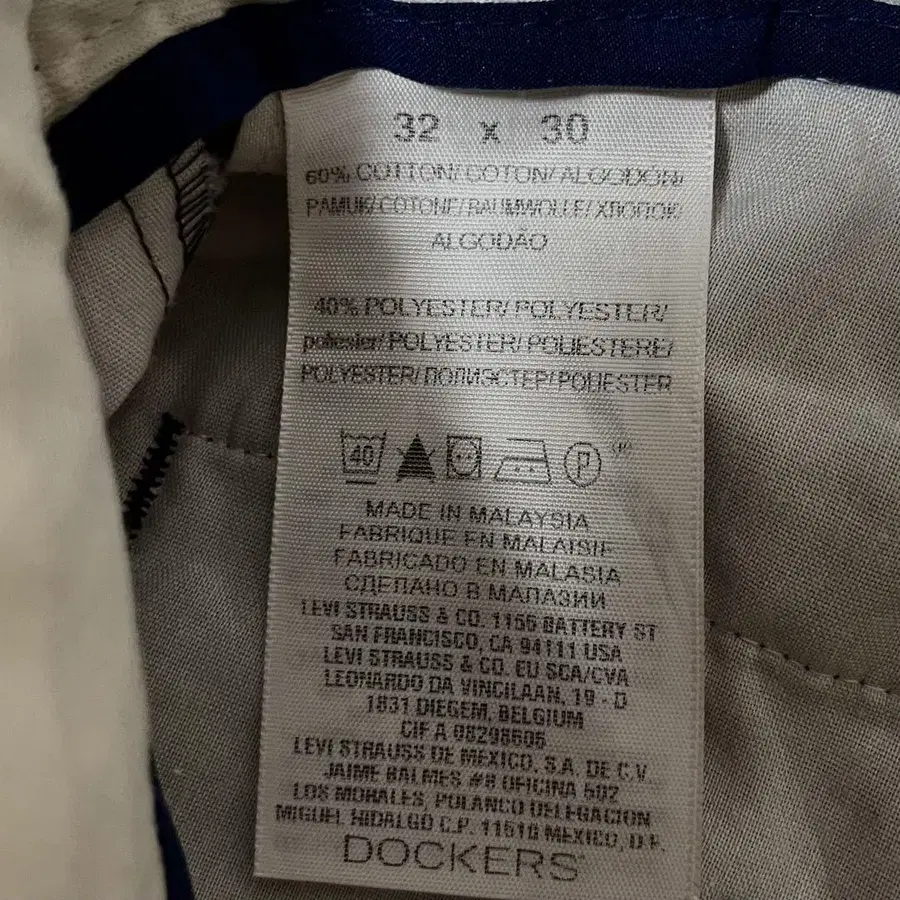 32 x 30
60% COTTON/ COTON/ ALGODÓN/
PAMUK/ COTONE/ BAUMWOLLE/ ХЛОПОК/
ALGODÃO
40% POLYESTER/ POLYESTER/
poliester/ POLYESTER/ POLIESTERE/
POLYESTER/ ПОЛИЭСТЕР/ POLIESTER
40 P
MADE IN MALAYSIA
FABRIQUE EN MALAISIE
FABRICADO EN MALASIA
СДЕЛАНО В МАЛАЗИИ
LEVI STRAUSS & CO. 1155 BATTERY ST
SAN FRANCISCO, CA 94111 USA
LEVI STRAUSS & CO. EU SCA/CVA
LEONARDO DA VINCILAAN, 19 - D
1831 DIEGEM, BELGIUM
CIF A 08296605
LEVI STRAUSS DE MEXICO, S.A. DE C.V.
JAIME BALMES #8 OFICINA 602
LOS MORALES, POLANCO DELEGACION
MIGUEL HIDALGO C.P. 11510 MEXICO, D.F.
DOCKERS®